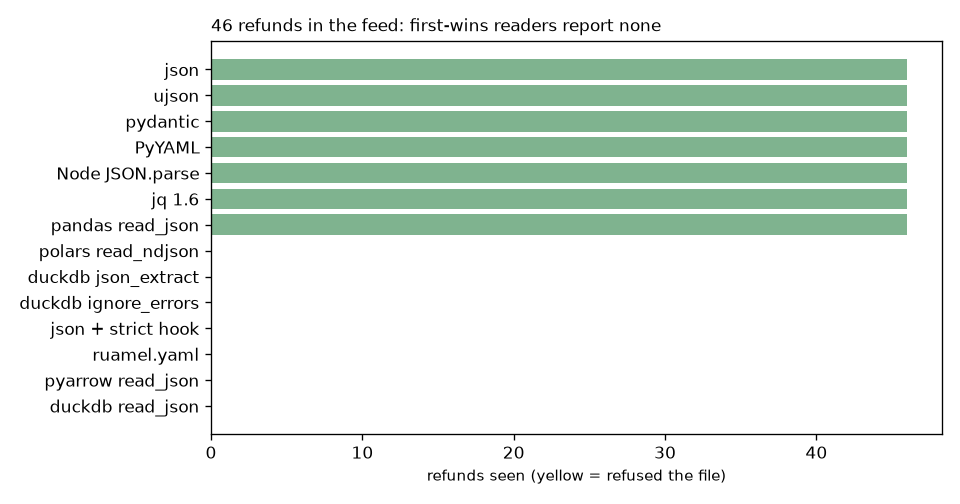 46 refunds in the feed: first-wins readers report none
json
ujson
pydantic
PyYAML
Node JSON.parse
jq 1.6
pandas read_json
polars read_ndjson
duckdb json_extract
duckdb ignore_errors
json + strict hook
ruamel.yaml
pyarrow read_json
duckdb read_json
0 10 20 30 40
refunds seen (yellow = refused the file)